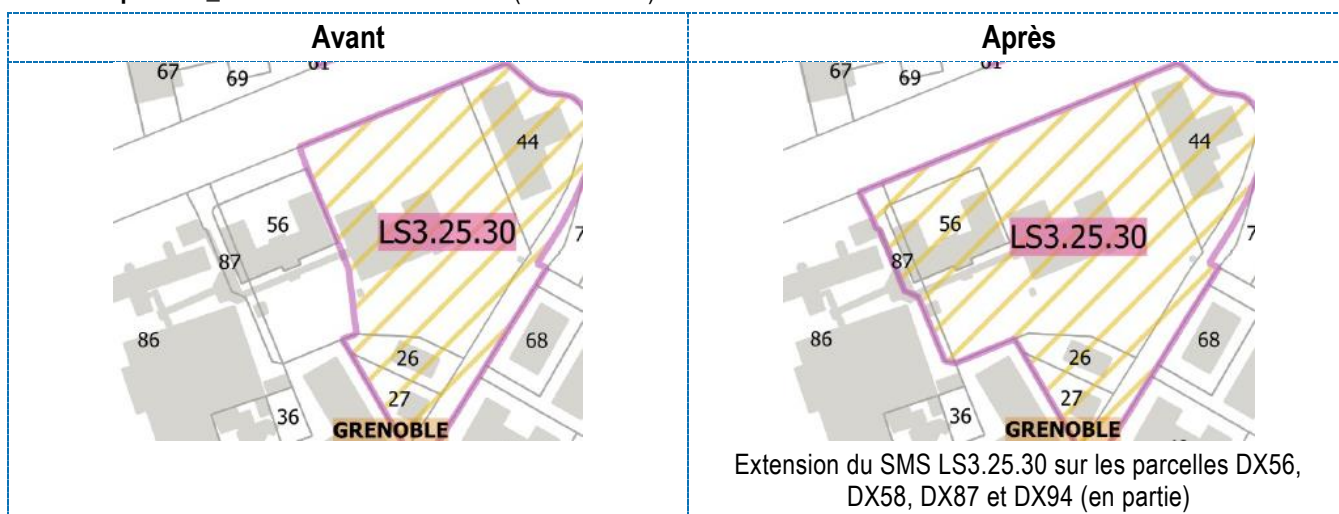 Avant
Après
67
69
44
56
LS3.25.30
87
86
26
68
27
36
GRENOBLE
67
69
44
56
LS3.25.30
7
87
86
26
68
27
36
GRENOBLE
Extension du SMS LS3.25.30 sur les parcelles DX56,
DX58, DX87 et DX94 (en partie)